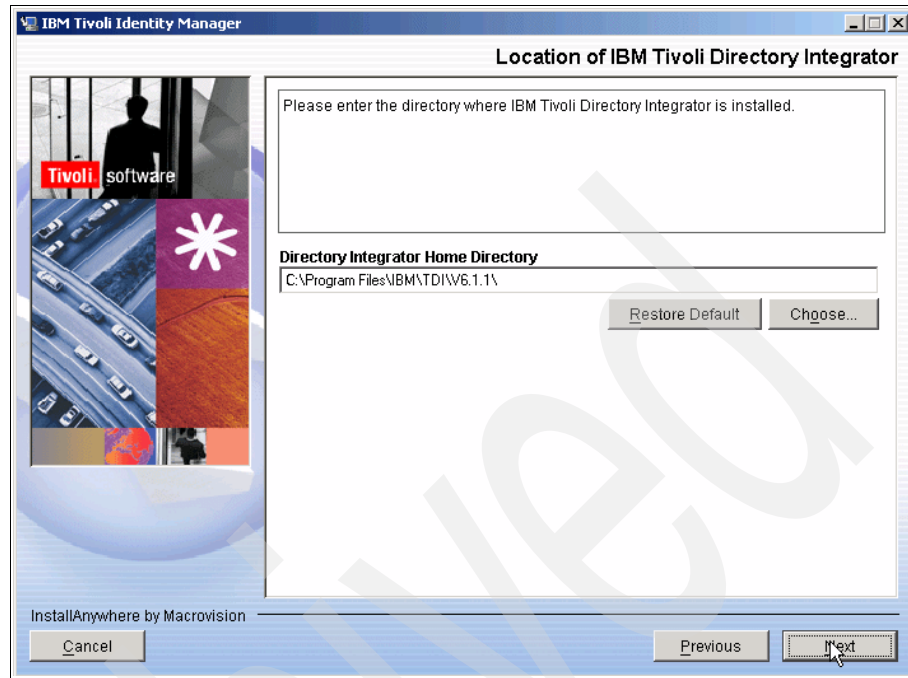 IBM Tivoli Identity Manager
Location of IBM Tivoli Directory Integrator
Tivoli. software
Please enter the directory where IBM Tivoli Directory Integrator is installed.
Directory Integrator Home Directory
C:\Program Files\IBM\TDI\V6.1.1\
Restore Default
Choose...
InstallAnywhere by Macrovision
Cancel
Previous
Next